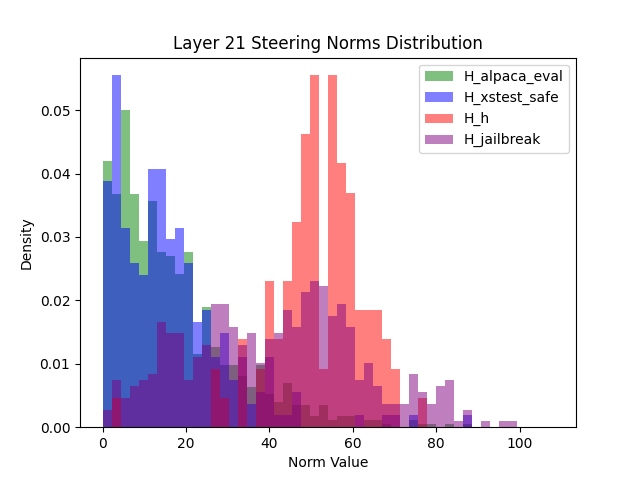 Layer 21 Steering Norms Distribution
H_alpaca_eval
H_xstest_safe
H_h
H_jailbreak
Density
0.05
0.04
0.03
0.02
0.01
0.00
0 20 40 60 80 100
Norm Value